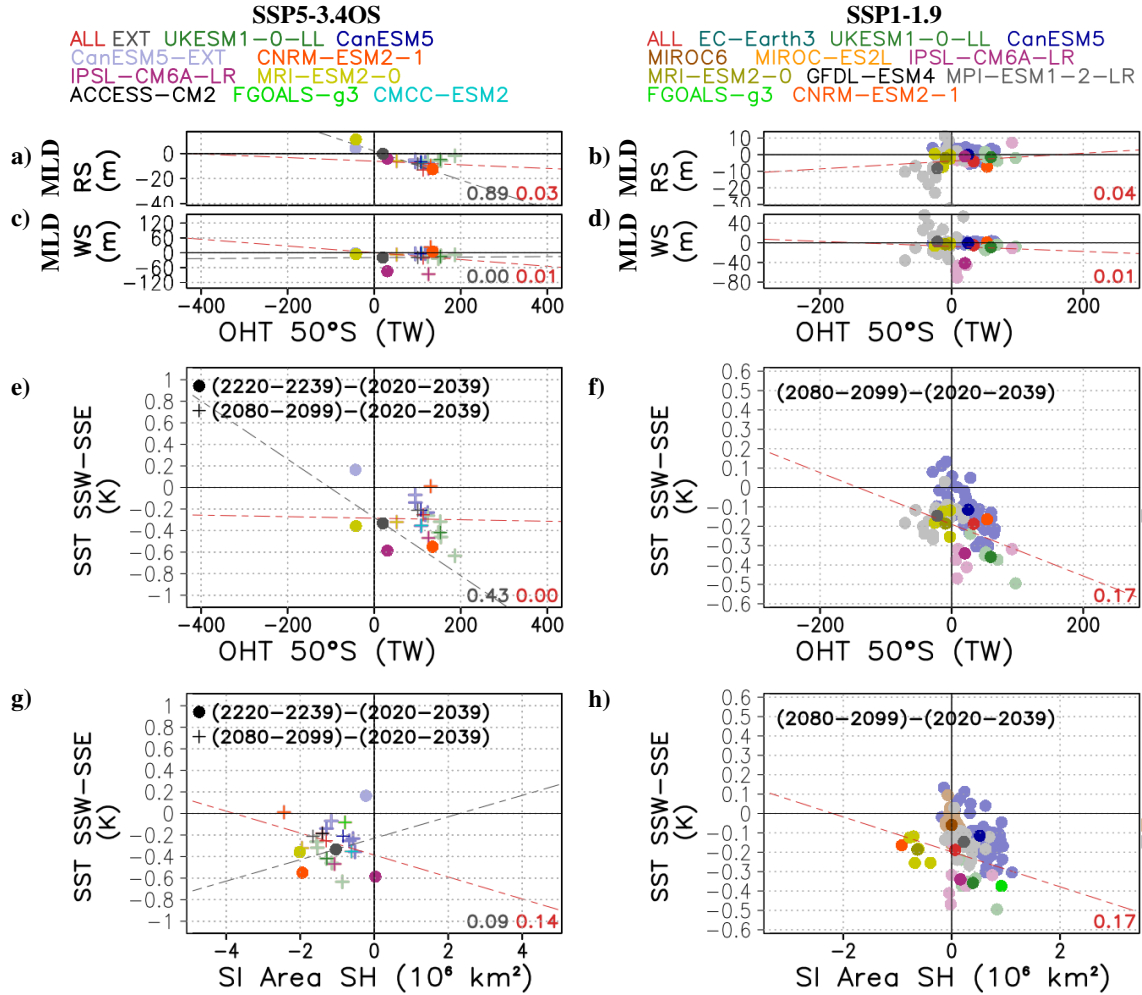 SSP5-3.4OS
ALL EXT UKESM1-0-LL CanESM5
CanESM5-EXT CNRM-ESM2-1
IPSL-CM6A-LR MRI-ESM2-0
ACCESS-CM2 FGOALS-g3 CMCC-ESM2
SSP1-1.9
ALL EC-Earth3 UKESM1-0-LL CanESM5
MIROC6 MIROC-ES2L IPSL-CM6A-LR
MRI-ESM2-0 GFDL-ESM4 MPI-ESM1-2-LR
FGOALS-g3 CNRM-ESM2-1
a)
MLD
RS
(m)
0
-20
-40
0.89 0.03
b)
MLD
RS
(m)
10
0
-10
-20
-30
0.04
c)
MLD
WS
(m)
120
60
0
-60
-120
0.00 0.01
-400 -200 0 200 400
OHT 50°S (TW)
d)
MLD
WS
(m)
40
0
-40
-80
0.01
-200 0 200
OHT 50°S (TW)
e)
SST SSW-SSE
(K)
1
0.8
0.6
0.4
0.2
0
-0.2
-0.4
-0.6
-0.8
-1
(2220-2239)-(2020-2039)
(2080-2099)-(2020-2039)
0.43 0.00
-400 -200 0 200 400
OHT 50°S (TW)
f)
SST SSW-SSE
(K)
0.6
0.5
0.4
0.3
0.2
0.1
0
-0.1
-0.2
-0.3
-0.4
-0.5
-0.6
(2080-2099)-(2020-2039)
0.17
-200 0 200
OHT 50°S (TW)
g)
SST SSW-SSE
(K)
1
0.8
0.6
0.4
0.2
0
-0.2
-0.4
-0.6
-0.8
-1
(2220-2239)-(2020-2039)
(2080-2099)-(2020-2039)
0.09 0.14
-4 -2 0 2 4
SI Area SH (10⁶ km²)
h)
SST SSW-SSE
(K)
0.6
0.5
0.4
0.3
0.2
0.1
0
-0.1
-0.2
-0.3
-0.4
-0.5
-0.6
(2080-2099)-(2020-2039)
0.17
-2 0 2
SI Area SH (10⁶ km²)